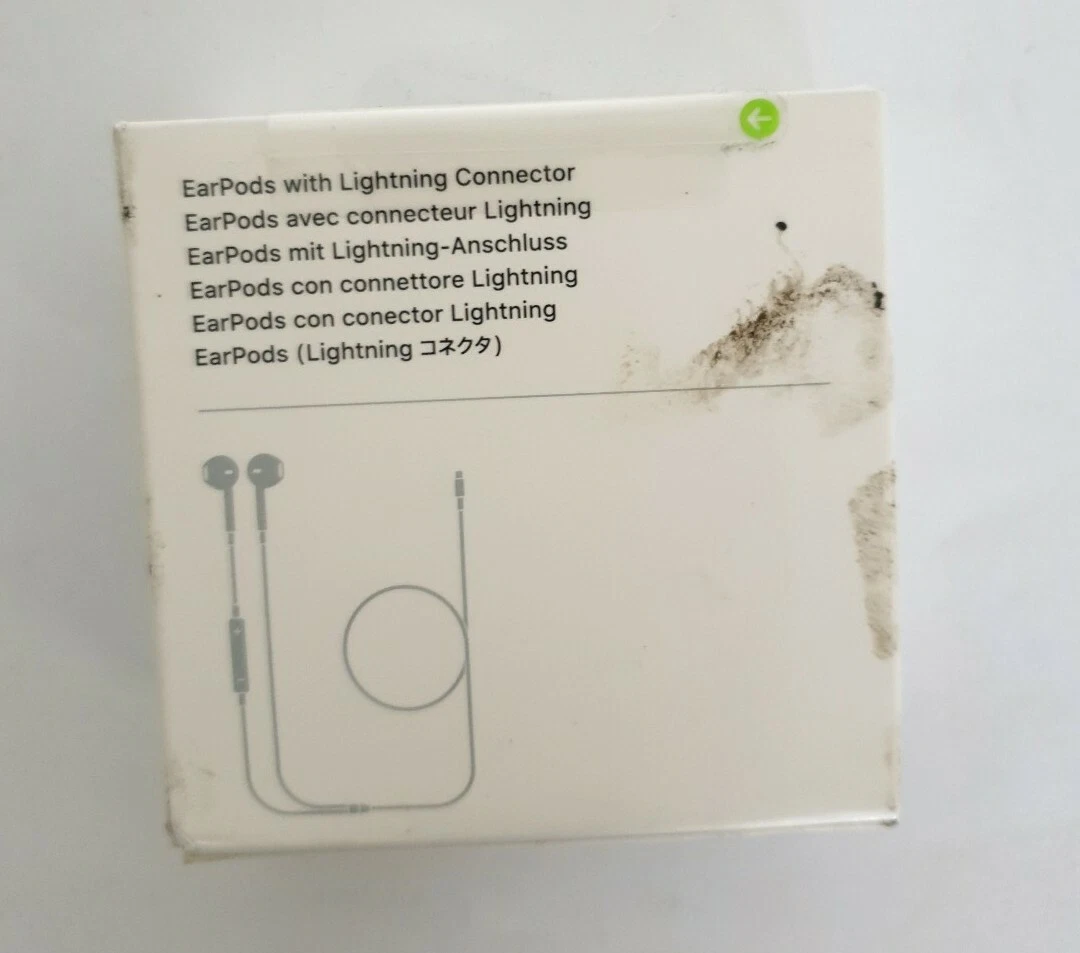 EarPods with Lightning Connector
EarPods avec connecteur Lightning
EarPods mit Lightning-Anschluss
EarPods con connettore Lightning
EarPods con conector Lightning
EarPods (Lightning コネクタ)